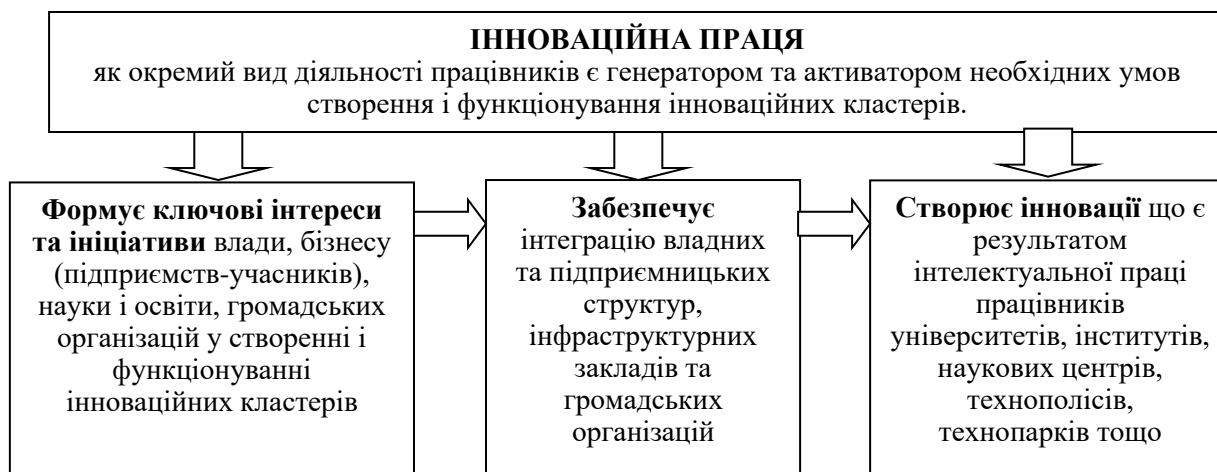 ІННОВАЦІЙНА ПРАЦЯ
як окремий вид діяльності працівників є генератором та активатором необхідних умов
створення і функціонування інноваційних кластерів.
Формує ключові інтереси
та ініціативи влади, бізнесу
(підприємств-учасників),
науки і освіти, громадських
організацій у створенні і
функціонуванні
інноваційних кластерів
Забезпечує
інтеграцію владних
та підприємницьких
структур,
інфраструктурних
закладів та
громадських
організацій
Створює інновації що є
результатом
інтелектуальної праці
працівників
університетів, інститутів,
наукових центрів,
технополісів,
технопарків тощо